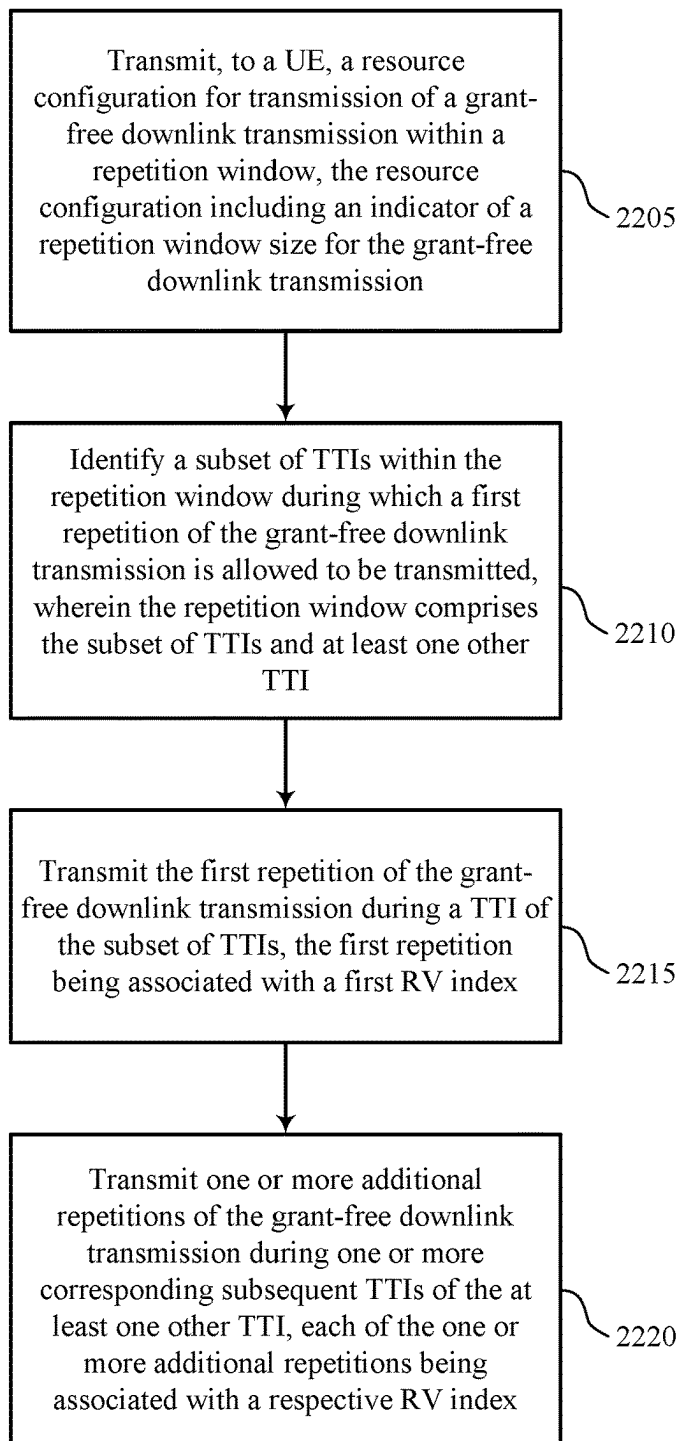 Transmit, to a UE, a resource
configuration for transmission of a grant-
free downlink transmission within a
repetition window, the resource
configuration including an indicator of a
repetition window size for the grant-free
downlink transmission
2205
Identify a subset of TTIs within the
repetition window during which a first
repetition of the grant-free downlink
transmission is allowed to be transmitted,
wherein the repetition window comprises
the subset of TTIs and at least one other
TTI
2210
Transmit the first repetition of the grant-
free downlink transmission during a TTI of
the subset of TTIs, the first repetition
being associated with a first RV index
2215
Transmit one or more additional
repetitions of the grant-free downlink
transmission during one or more
corresponding subsequent TTIs of the at
least one other TTI, each of the one or
more additional repetitions being
associated with a respective RV index
2220